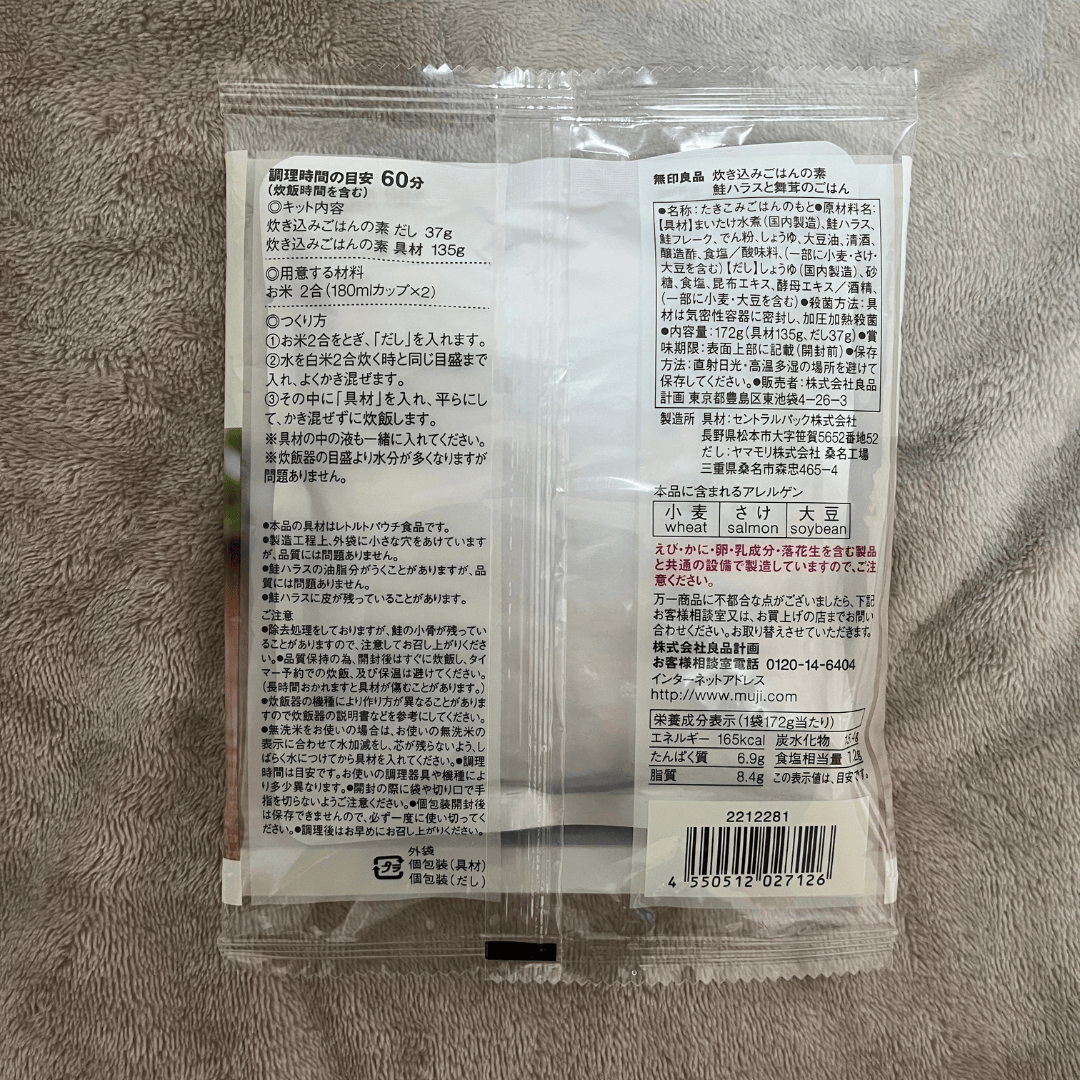 調理時間の目安 60分
(炊飯時間を含む)
◎キット内容
炊き込みごはんの素 だし 37g
炊き込みごはんの素 具材 135g
◎用意する材料
お米 2合(180mlカップ×2)
◎つくり方
①お米2合をとぎ、「だし」を入れます。
②水を白米2合炊く時と同じ目盛まで
入れ、よくかき混ぜます。
③その中に「具材」を入れ、平らにし
て、かき混ぜずに炊飯します。
※具材の中の液も一緒に入れてください。
※炊飯器の目盛より水分が多くなりますが
問題ありません。
●本品の具材はレトルトパウチ食品です。
●製造工程上、外袋に小さな穴をあけています
が、品質には問題ありません。
●鮭ハラスの油脂分がうくことがありますが、品
質には問題ありません。
●鮭ハラスに皮が残っていることがあります。
ご注意
●除去処理をしておりますが、鮭の小骨が残ってい
ることがありますので、注意してお召し上がりくださ
い。●品質保持の為、開封後はすぐに炊飯し、タイ
マー予約での炊飯、及び保温は避けてください。
(長時間おかれますと具材が傷むことがあります。)
●炊飯器の機種により作り方が異なることがありま
すので炊飯器の説明書などを参考にしてください。
●無洗米をお使いの場合は、お使いの無洗米の
表示に合わせて水加減をし、芯が残らないよう、し
ばらく水につけてから具材を入れてください。●調理
時間は目安です。お使いの調理器具や機種によ
り多少異なります。●開封の際に袋や切り口で手
指を切らないようご注意ください。●個包装開封後
は保存できませんので、必ず一度に使い切ってく
ださい。●調理後はお早めにお召し上がりください。
プラ
外袋
個包装(具材)
個包装(だし)
無印良品 炊き込みごはんの素
鮭ハラスと舞茸のごはん
●名称:たきこみごはんのもと●原材料名:
【具材】まいたけ水煮(国内製造)、鮭ハラス、
鮭フレーク、でん粉、しょうゆ、大豆油、清酒、
醸造酢、食塩/酸味料、(一部に小麦・さけ・
大豆を含む)【だし】しょうゆ(国内製造)、砂
糖、食塩、昆布エキス、酵母エキス/酒精、
(一部に小麦・大豆を含む)●殺菌方法:具
材は気密性容器に密封し、加圧加熱殺菌
●内容量:172g(具材135g、だし37g)●賞
味期限:表面上部に記載(開封前)●保存
方法:直射日光・高温多湿の場所を避けて
保存してください。●販売者:株式会社良品
計画 東京都豊島区東池袋4-26-3
製造所 具材:セントラルパック株式会社
長野県松本市大字笹賀5652番地52
だし:ヤマモリ株式会社 桑名工場
三重県桑名市森忠465-4
本品に含まれるアレルゲン
小麦 さけ 大豆
wheat salmon soybean
えび・かに・卵・乳成分・落花生を含む製品
と共通の設備で製造していますので、ご注
意ください。
万一商品に不都合な点がございましたら、下記
お客様相談室又は、お買上げの店までお問い
合わせください。お取り替えさせていただきます。
株式会社良品計画
お客様相談室電話 0120-14-6404
インターネットアドレス
http://www.muji.com
栄養成分表示(1袋172g当たり)
エネルギー 165kcal 炭水化物
たんぱく質 6.9g 食塩相当量 7.2g
脂質 8.4g この表示値は、目安です。
2212281
4 550512 027126